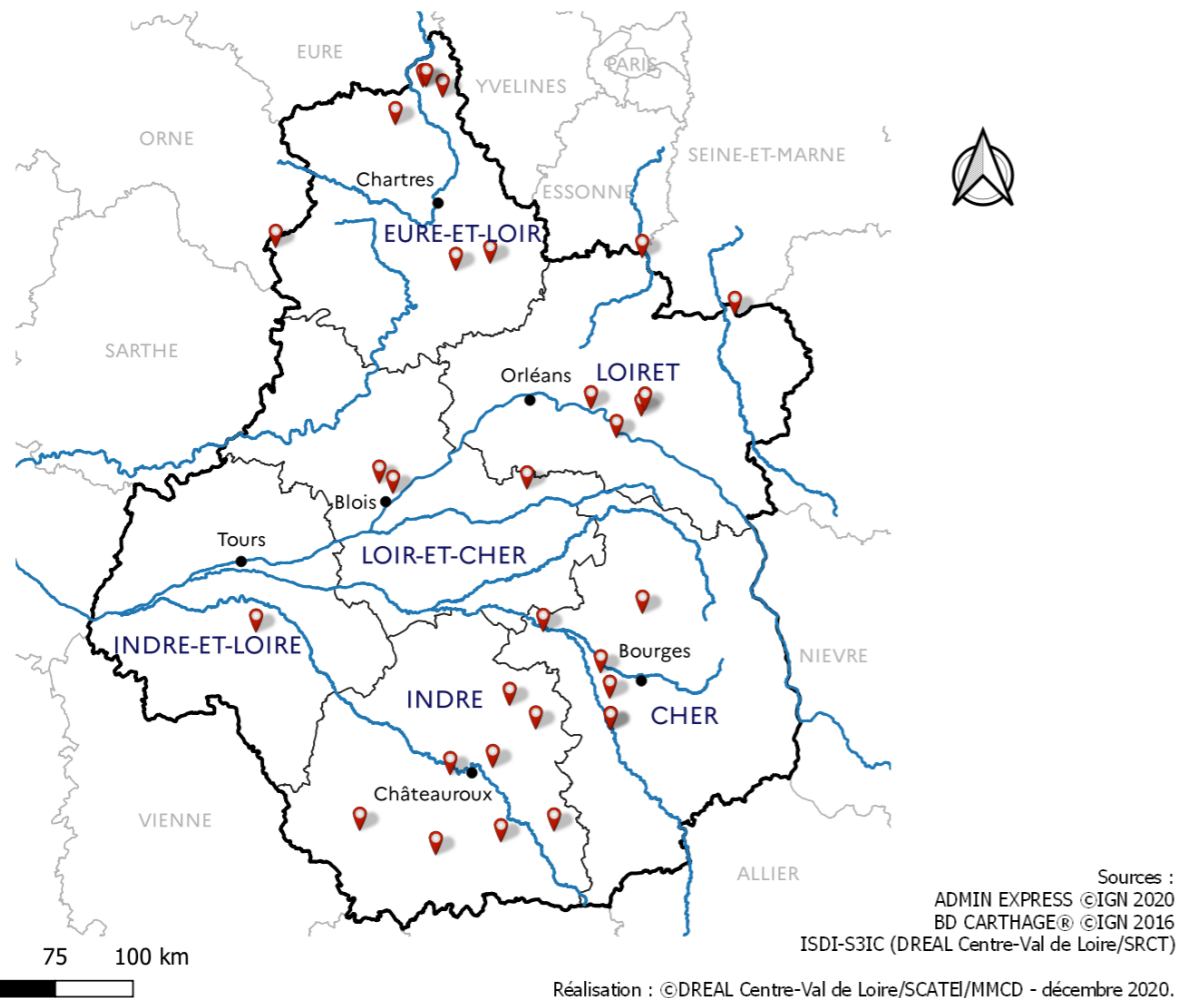 EURE
PARIS
YVELINES
ORNE
SEINE-ET-MARNE
Chartres
ESSONNE
EURE-ET-LOIR
SARTHE
Orléans
LOIRET
Blois
Tours
LOIR-ET-CHER
INDRE-ET-LOIRE
Bourges
NIEVRE
INDRE
CHER
Châteauroux
VIENNE
ALLIER
Sources :
ADMIN EXPRESS ©IGN 2020
BD CARTHAGE® ©IGN 2016
ISDI-S3IC (DREAL Centre-Val de Loire/SRCT)
75 100 km
Réalisation : ©DREAL Centre-Val de Loire/SCATEl/MMCD - décembre 2020.